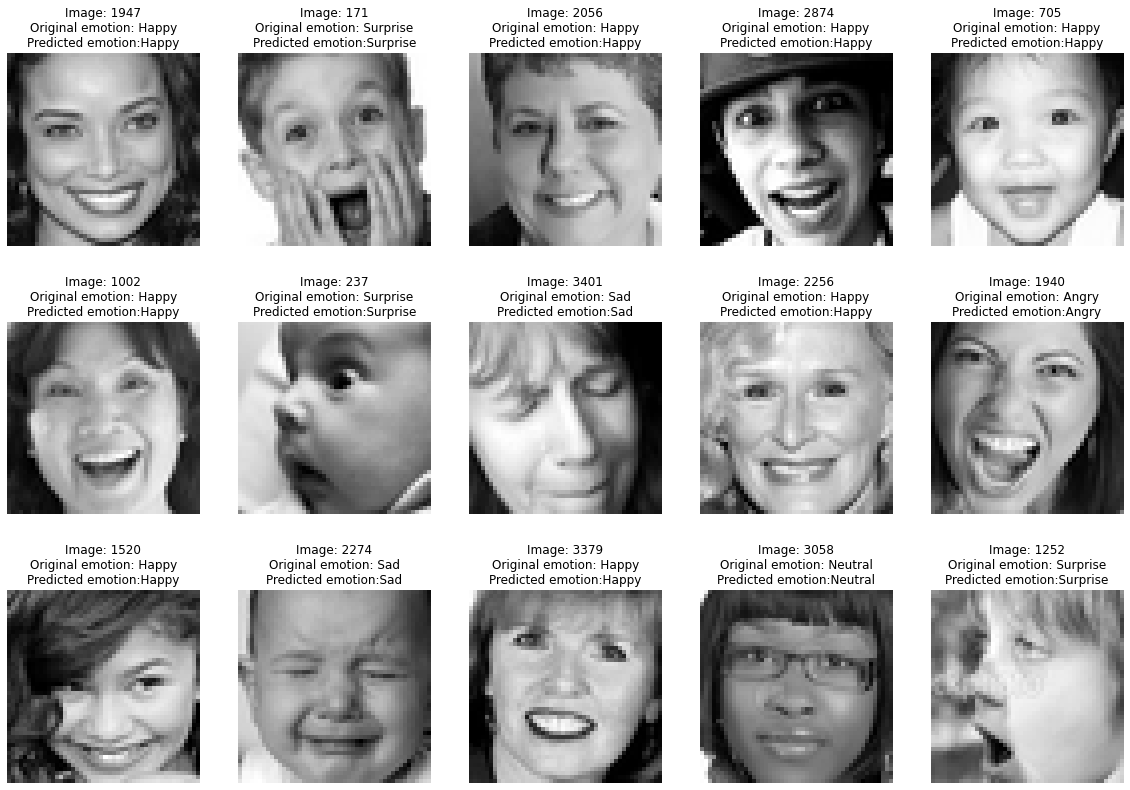 Image: 1947
Original emotion: Happy
Predicted emotion:Happy
Image: 171
Original emotion: Surprise
Predicted emotion:Surprise
Image: 2056
Original emotion: Happy
Predicted emotion:Happy
Image: 2874
Original emotion: Happy
Predicted emotion:Happy
Image: 705
Original emotion: Happy
Predicted emotion:Happy
Image: 1002
Original emotion: Happy
Predicted emotion:Happy
Image: 237
Original emotion: Surprise
Predicted emotion:Surprise
Image: 3401
Original emotion: Sad
Predicted emotion:Sad
Image: 2256
Original emotion: Happy
Predicted emotion:Happy
Image: 1940
Original emotion: Angry
Predicted emotion:Angry
Image: 1520
Original emotion: Happy
Predicted emotion:Happy
Image: 2274
Original emotion: Sad
Predicted emotion:Sad
Image: 3379
Original emotion: Happy
Predicted emotion:Happy
Image: 3058
Original emotion: Neutral
Predicted emotion:Neutral
Image: 1252
Original emotion: Surprise
Predicted emotion:Surprise